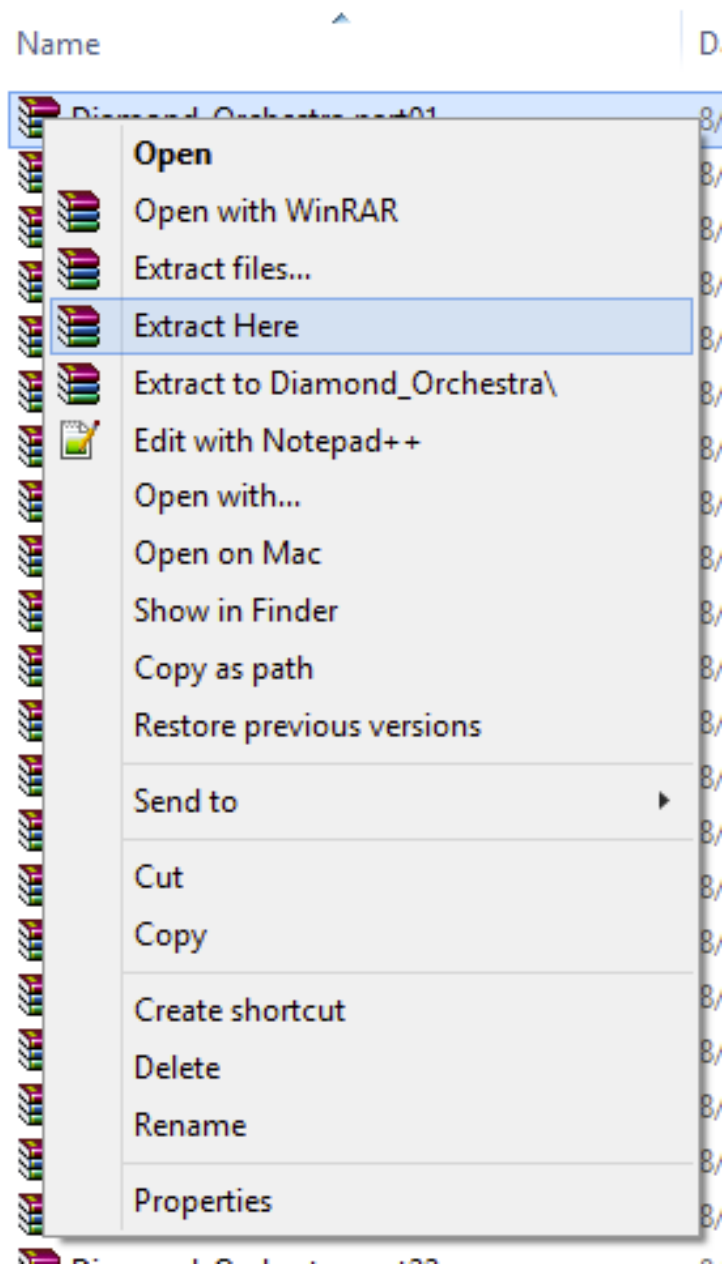 Name
Diamond_Orchestra.part01
Open
Open with WinRAR
Extract files...
Extract Here
Extract to Diamond_Orchestra\
Edit with Notepad++
Open with...
Open on Mac
Show in Finder
Copy as path
Restore previous versions
Send to
Cut
Copy
Create shortcut
Delete
Rename
Properties